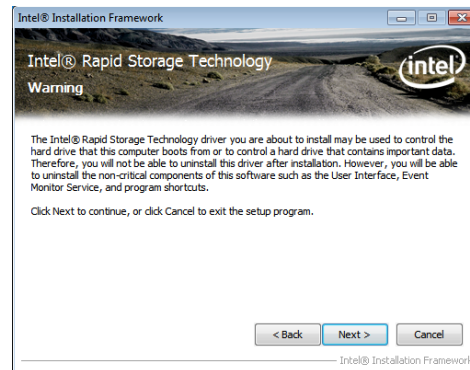 Intel® Installation Framework
Intel® Rapid Storage Technology
intel
Warning
The Intel® Rapid Storage Technology driver you are about to install may be used to control the
hard drive that this computer boots from or to control a hard drive that contains important data.
Therefore, you will not be able to uninstall this driver after installation. However, you will be able
to uninstall the non-critical components of this software such as the User Interface, Event
Monitor Service, and program shortcuts.
Click Next to continue, or click Cancel to exit the setup program.
< Back Next > Cancel
Intel® Installation Framework